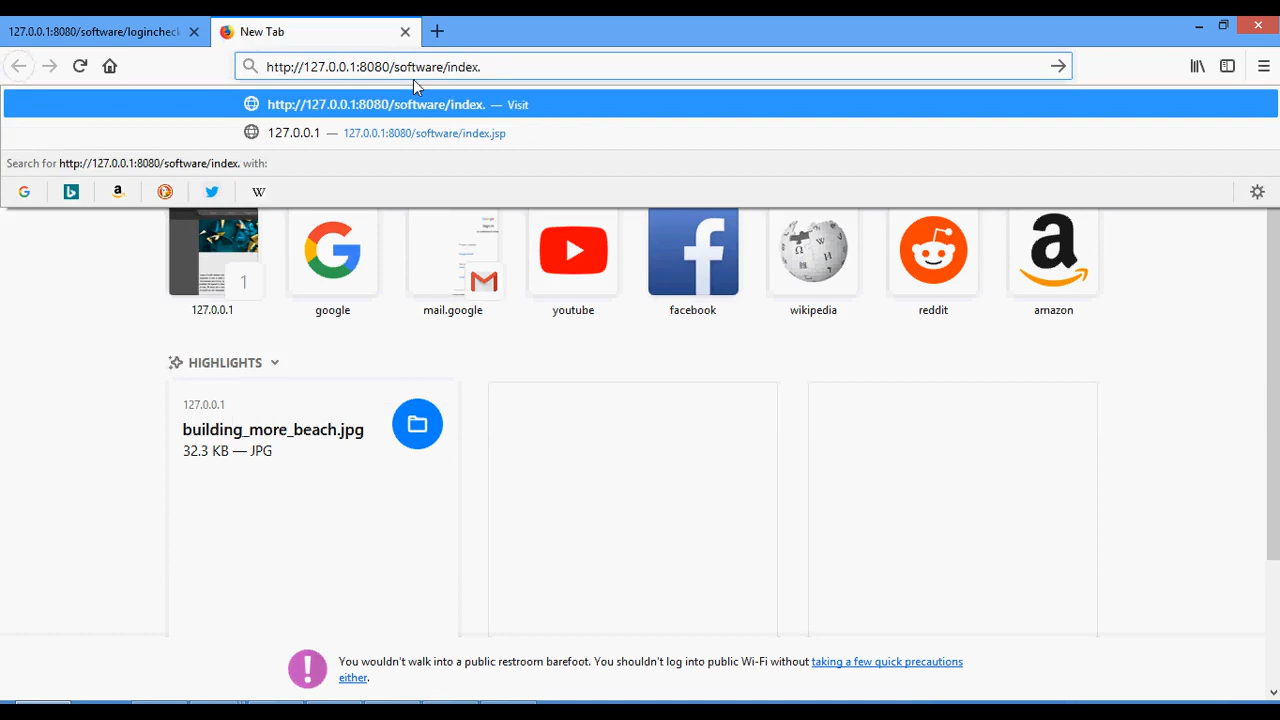 127.0.0.1:8080/software/logincheck
New Tab
http://127.0.0.1:8080/software/index.
http://127.0.0.1:8080/software/index. — Visit
127.0.0.1 — 127.0.0.1:8080/software/index.jsp
Search for http://127.0.0.1:8080/software/index. with:
1
127.0.0.1
google
mail.google
youtube
facebook
wikipedia
reddit
amazon
HIGHLIGHTS
127.0.0.1
building_more_beach.jpg
32.3 KB — JPG
You wouldn't walk into a public restroom barefoot. You shouldn't log into public Wi-Fi without taking a few quick precautions
either.